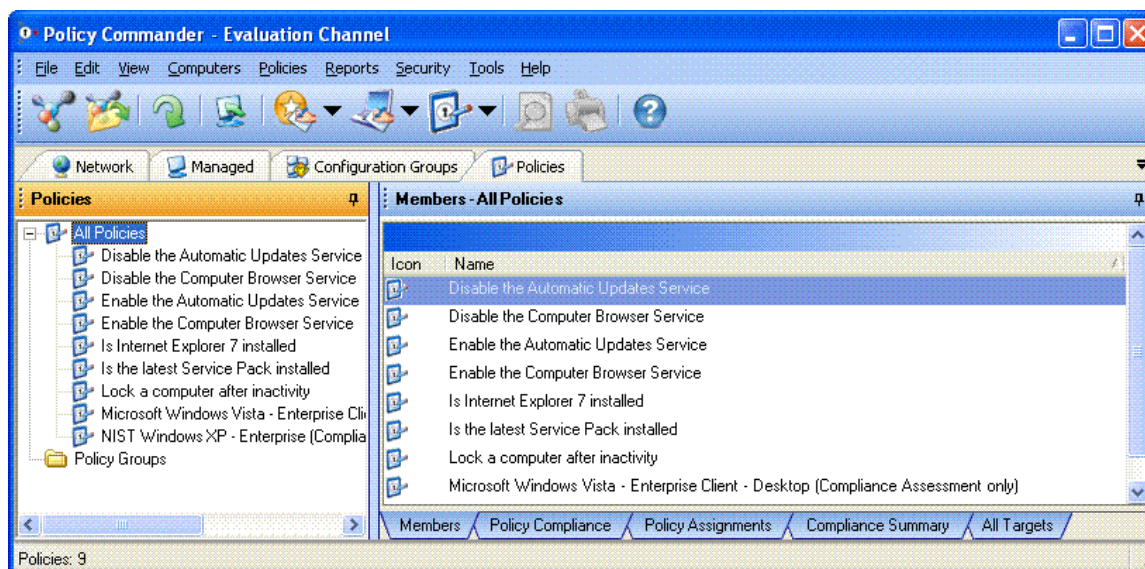 Policy Commander - Evaluation Channel
File Edit View Computers Policies Reports Security Tools Help
Network Managed Configuration Groups Policies
Policies
All Policies
Disable the Automatic Updates Service
Disable the Computer Browser Service
Enable the Automatic Updates Service
Enable the Computer Browser Service
Is Internet Explorer 7 installed
Is the latest Service Pack installed
Lock a computer after inactivity
Microsoft Windows Vista - Enterprise Cli
NIST Windows XP - Enterprise (Complia
Policy Groups
Members - All Policies
Icon Name
Disable the Automatic Updates Service
Disable the Computer Browser Service
Enable the Automatic Updates Service
Enable the Computer Browser Service
Is Internet Explorer 7 installed
Is the latest Service Pack installed
Lock a computer after inactivity
Microsoft Windows Vista - Enterprise Client - Desktop (Compliance Assessment only)
Members Policy Compliance Policy Assignments Compliance Summary All Targets
Policies: 9